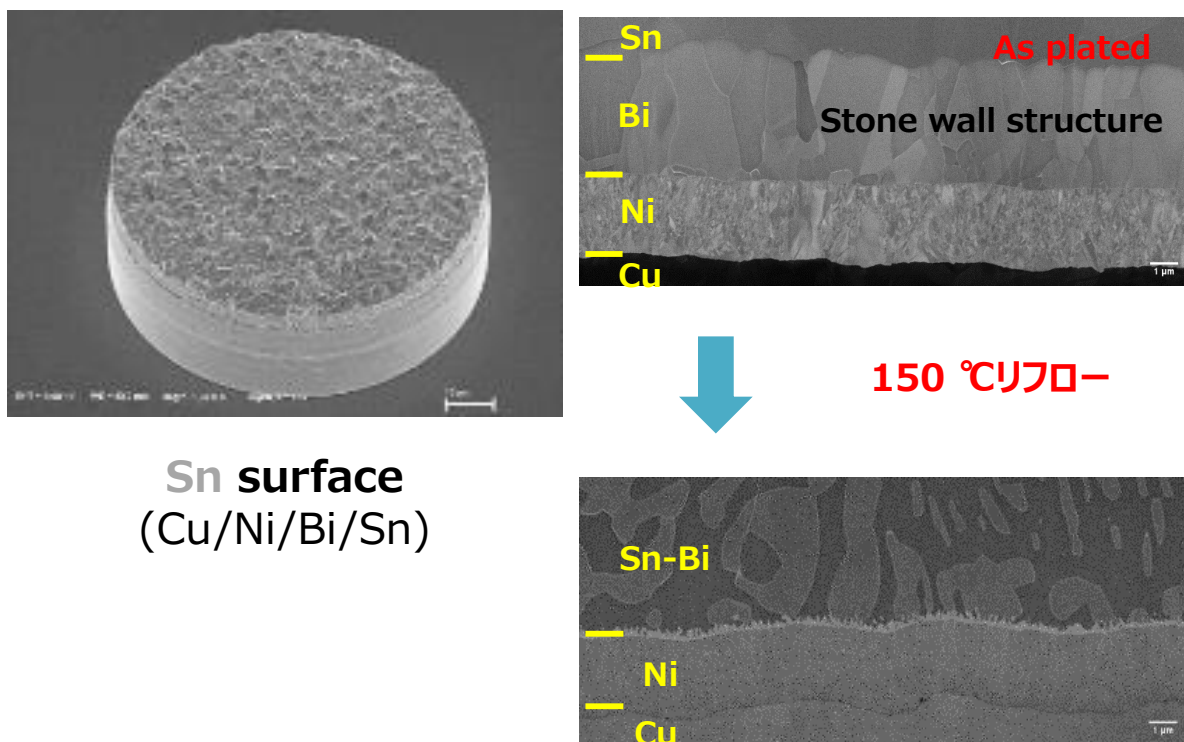 Sn
As plated
Bi
Stone wall structure
Ni
Cu
1 μm
150 ℃リフロー
Sn surface
(Cu/Ni/Bi/Sn)
Sn-Bi
Ni
Cu
1 μm